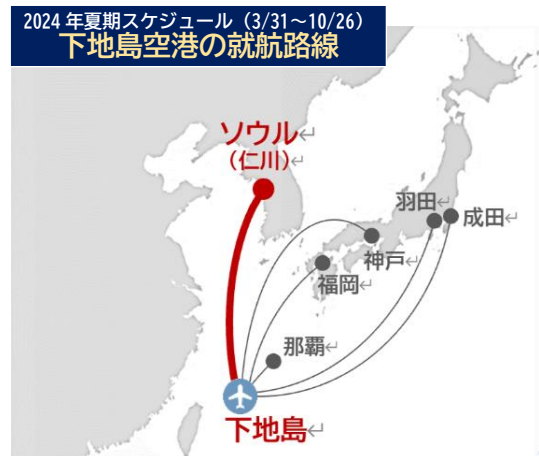 2024 年夏期スケジュール（3/31～10/26）
下地島空港の就航路線
ソウル↵
（仁川）↵
羽田↵
成田↵
神戸↵
福岡↵
那覇↵
下地島↵